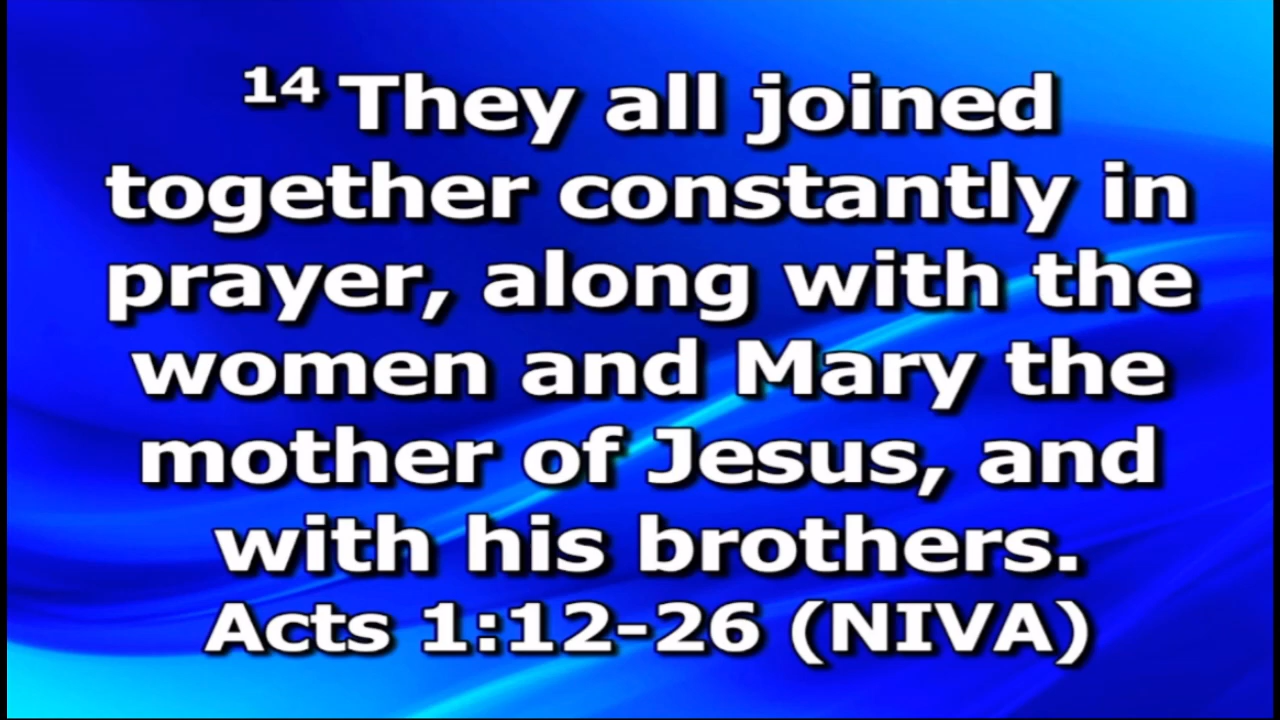 14 They all joined
together constantly in
prayer, along with the
women and Mary the
mother of Jesus, and
with his brothers.
Acts 1:12-26 (NIVA)